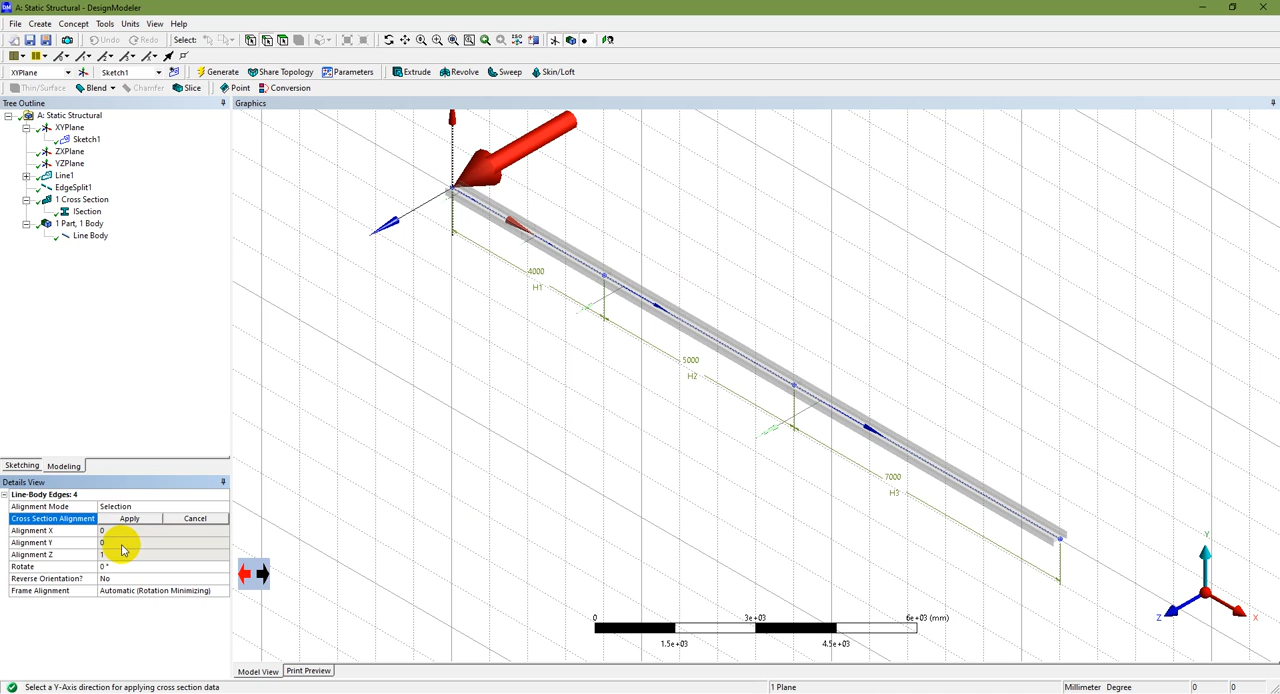 A: Static Structural - DesignModeler
File Create Concept Tools Units View Help
Undo Redo Select:
XYPlane Sketch1 Generate Share Topology Parameters Extrude Revolve Sweep Skin/Loft
Thin/Surface Blend Chamfer Slice Point Conversion
Tree Outline
A: Static Structural
XYPlane
Sketch1
ZXPlane
YZPlane
Line1
EdgeSplit1
1 Cross Section
ISection
1 Part, 1 Body
Line Body
Sketching Modeling
Details View
Line-Body Edges: 4
Alignment Mode Selection
Cross Section Alignment Apply Cancel
Alignment X 0
Alignment Y 0
Alignment Z 1
Rotate 0 °
Reverse Orientation? No
Frame Alignment Automatic (Rotation Minimizing)
Graphics
4000
H1
5000
H2
7000
H3
0 3e+03 6e+03 (mm)
1.5e+03 4.5e+03
Y
Z X
Model View Print Preview
Select a Y-Axis direction for applying cross section data 1 Plane Millimeter Degree 0 0